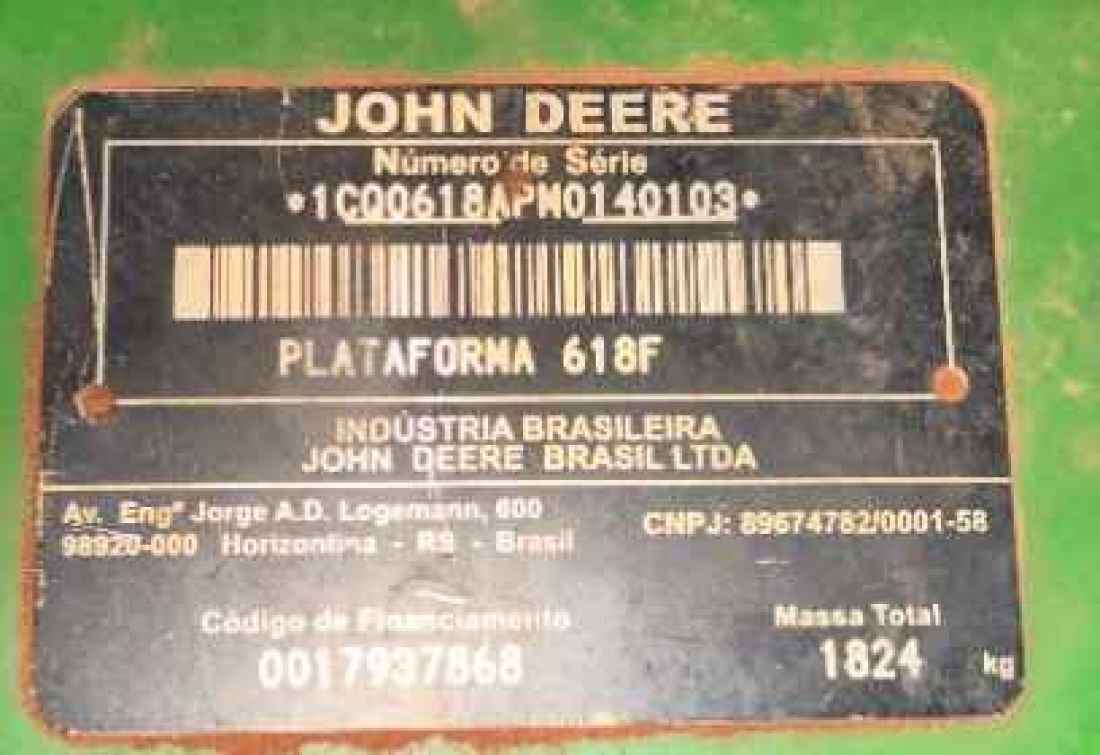 JOHN DEERE
Número de Série
*1CQ0618APM0140103*
PLATAFORMA 618F
INDÚSTRIA BRASILEIRA
JOHN DEERE BRASIL LTDA
Av. Engº Jorge A.D. Logemann, 600
98920-000 Horizontina - RS - Brasil
CNPJ: 89674782/0001-58
Código de Financiamento
0017937868
Massa Total
1824 kg